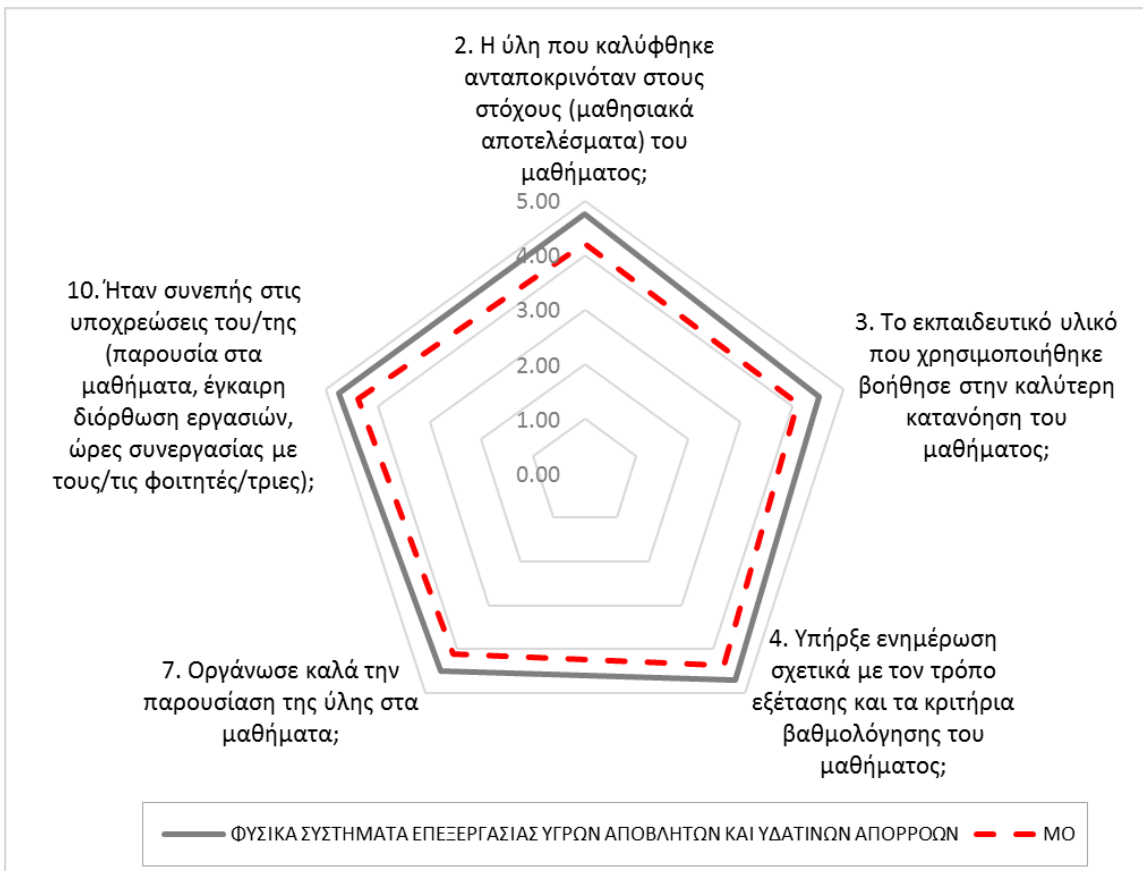 2. Η ύλη που καλύφθηκε
ανταποκρινόταν στους
στόχους (μαθησιακά
αποτελέσματα) του
μαθήματος;
5.00
4.00
3.00
2.00
1.00
0.00
3. Το εκπαιδευτικό υλικό
που χρησιμοποιήθηκε
βοήθησε στην καλύτερη
κατανόηση του
μαθήματος;
4. Υπήρξε ενημέρωση
σχετικά με τον τρόπο
εξέτασης και τα κριτήρια
βαθμολόγησης του
μαθήματος;
7. Οργάνωσε καλά την
παρουσίαση της ύλης στα
μαθήματα;
10. Ήταν συνεπής στις
υποχρεώσεις του/της
(παρουσία στα
μαθήματα, έγκαιρη
διόρθωση εργασιών,
ώρες συνεργασίας με
τους/τις φοιτητές/τριες);
ΦΥΣΙΚΑ ΣΥΣΤΗΜΑΤΑ ΕΠΕΞΕΡΓΑΣΙΑΣ ΥΓΡΩΝ ΑΠΟΒΛΗΤΩΝ ΚΑΙ ΥΔΑΤΙΝΩΝ ΑΠΟΡΡΟΩΝ
ΜΟ